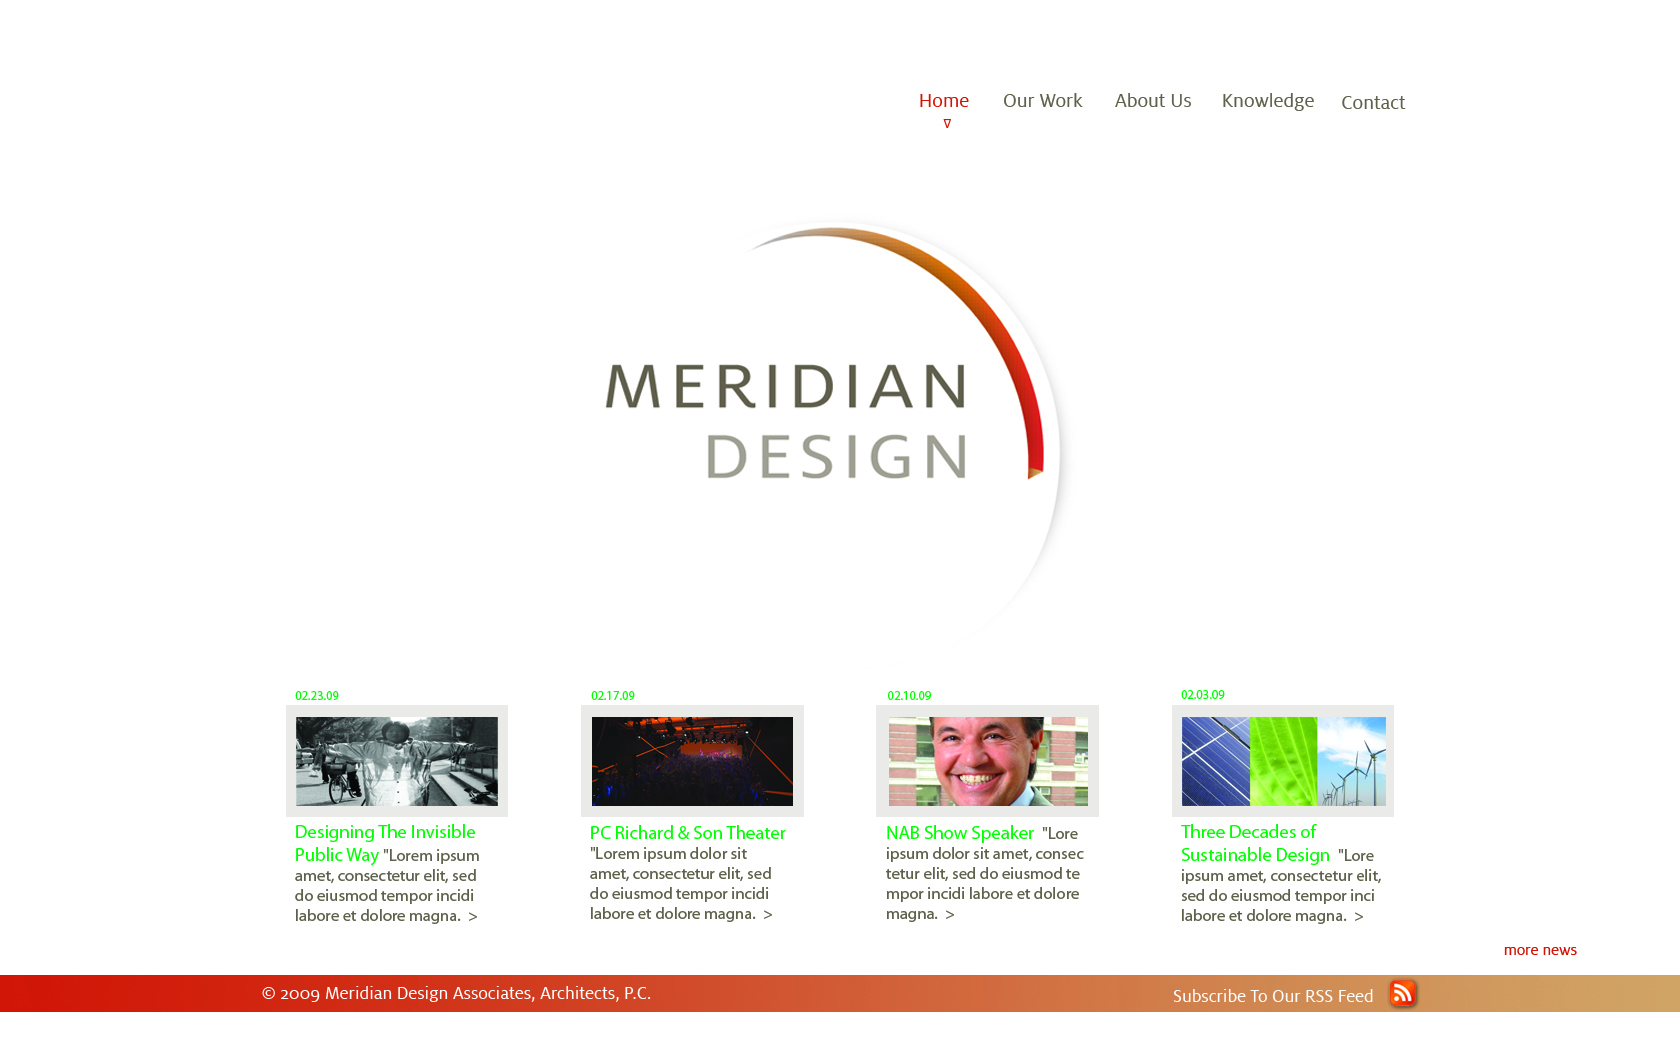 Home Our Work About Us Knowledge Contact
MERIDIAN
DESIGN
02.23.09
Designing The Invisible
Public Way "Lorem ipsum
amet, consectetur elit, sed
do eiusmod tempor incidi
labore et dolore magna. >
02.17.09
PC Richard & Son Theater
"Lorem ipsum dolor sit
amet, consectetur elit, sed
do eiusmod tempor incidi
labore et dolore magna. >
02.10.09
NAB Show Speaker "Lore
ipsum dolor sit amet, consec
tetur elit, sed do eiusmod te
mpor incidi labore et dolore
magna. >
02.03.09
Three Decades of
Sustainable Design "Lore
ipsum amet, consectetur elit,
sed do eiusmod tempor inci
labore et dolore magna. >
more news
© 2009 Meridian Design Associates, Architects, P.C.
Subscribe To Our RSS Feed